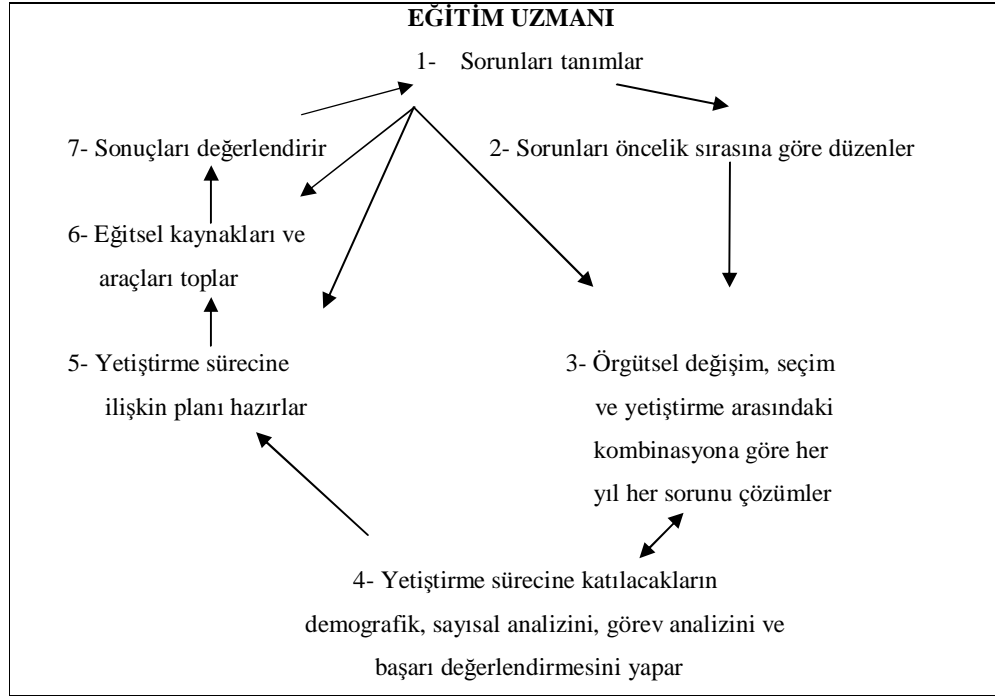 EĞİTİM UZMANI
1- Sorunları tanımlar
2- Sorunları öncelik sırasına göre düzenler
3- Örgütsel değişim, seçim
ve yetiştirme arasındaki
kombinasyona göre her
yıl her sorunu çözümler
4- Yetiştirme sürecine katılacakların
demografik, sayısal analizini, görev analizini ve
başarı değerlendirmesini yapar
5- Yetiştirme sürecine
ilişkin planı hazırlar
6- Eğitsel kaynakları ve
araçları toplar
7- Sonuçları değerlendirir